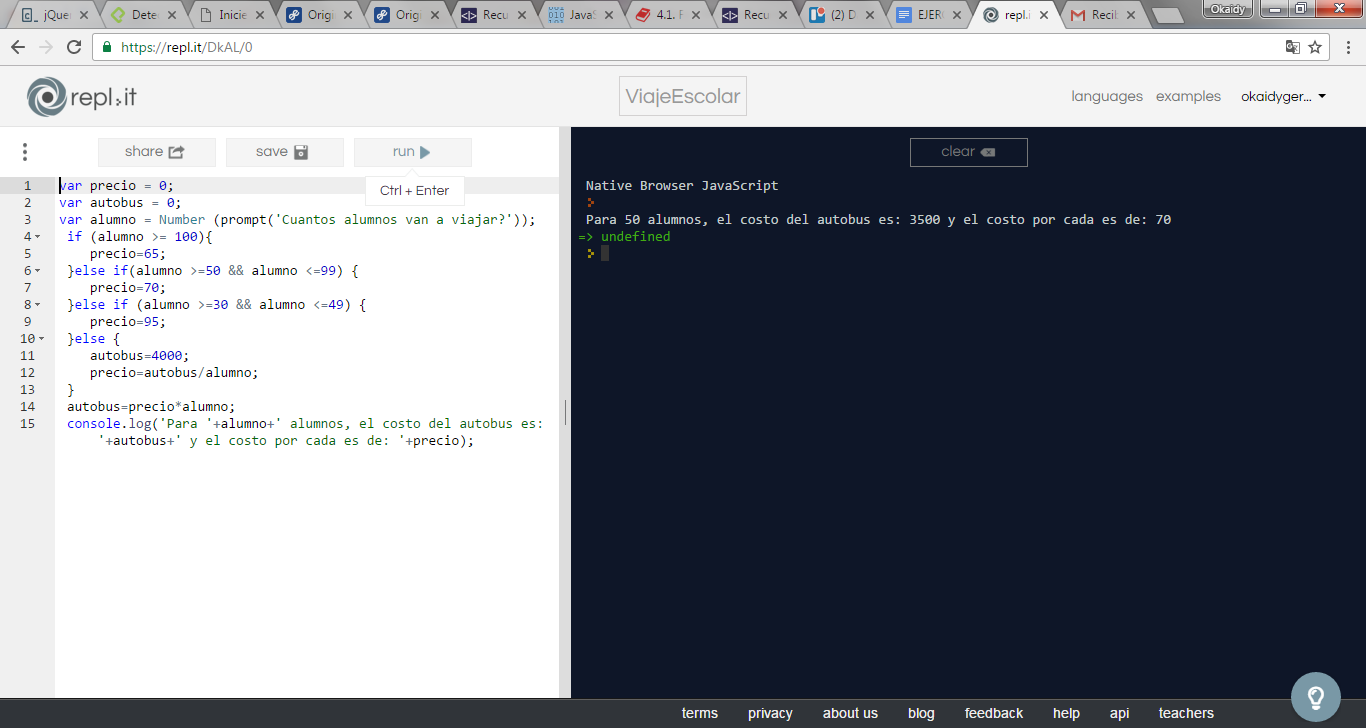 jQue
Dete
Inicie
Origi
Origi
Recu
JavaS
4.1. F
Recu
(2) D
EJER
repl.i
Recib
Okaidy
https://repl.it/DkAL/0
repl.it
ViajeEscolar
languages examples okaidyger...
share save run
clear
Ctrl + Enter
1 var precio = 0;
2 var autobus = 0;
3 var alumno = Number (prompt('Cuantos alumnos van a viajar?'));
4 if (alumno >= 100){
5 precio=65;
6 }else if(alumno >=50 && alumno <=99) {
7 precio=70;
8 }else if (alumno >=30 && alumno <=49) {
9 precio=95;
10 }else {
11 autobus=4000;
12 precio=autobus/alumno;
13 }
14 autobus=precio*alumno;
15 console.log('Para '+alumno+' alumnos, el costo del autobus es:
'+autobus+' y el costo por cada es de: '+precio);
Native Browser JavaScript
Para 50 alumnos, el costo del autobus es: 3500 y el costo por cada es de: 70
=> undefined
terms privacy about us blog feedback help api teachers